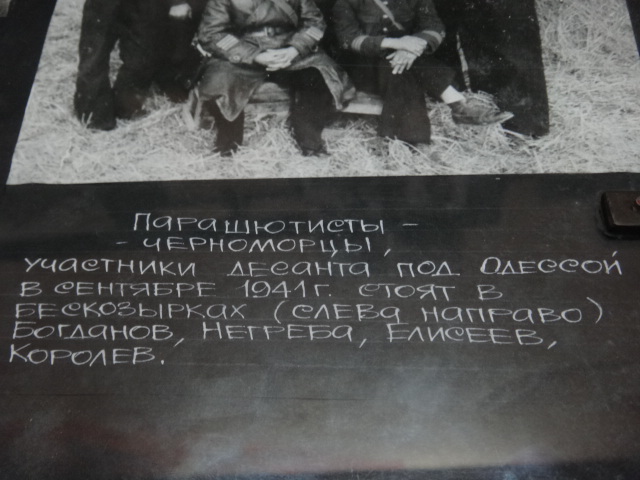 Парашютисты -
- черноморцы,
участники десанта под Одессой
в сентябре 1941 г. стоят в
бескозырках (слева направо)
Богданов, Негреба, Елисеев,
Королев.